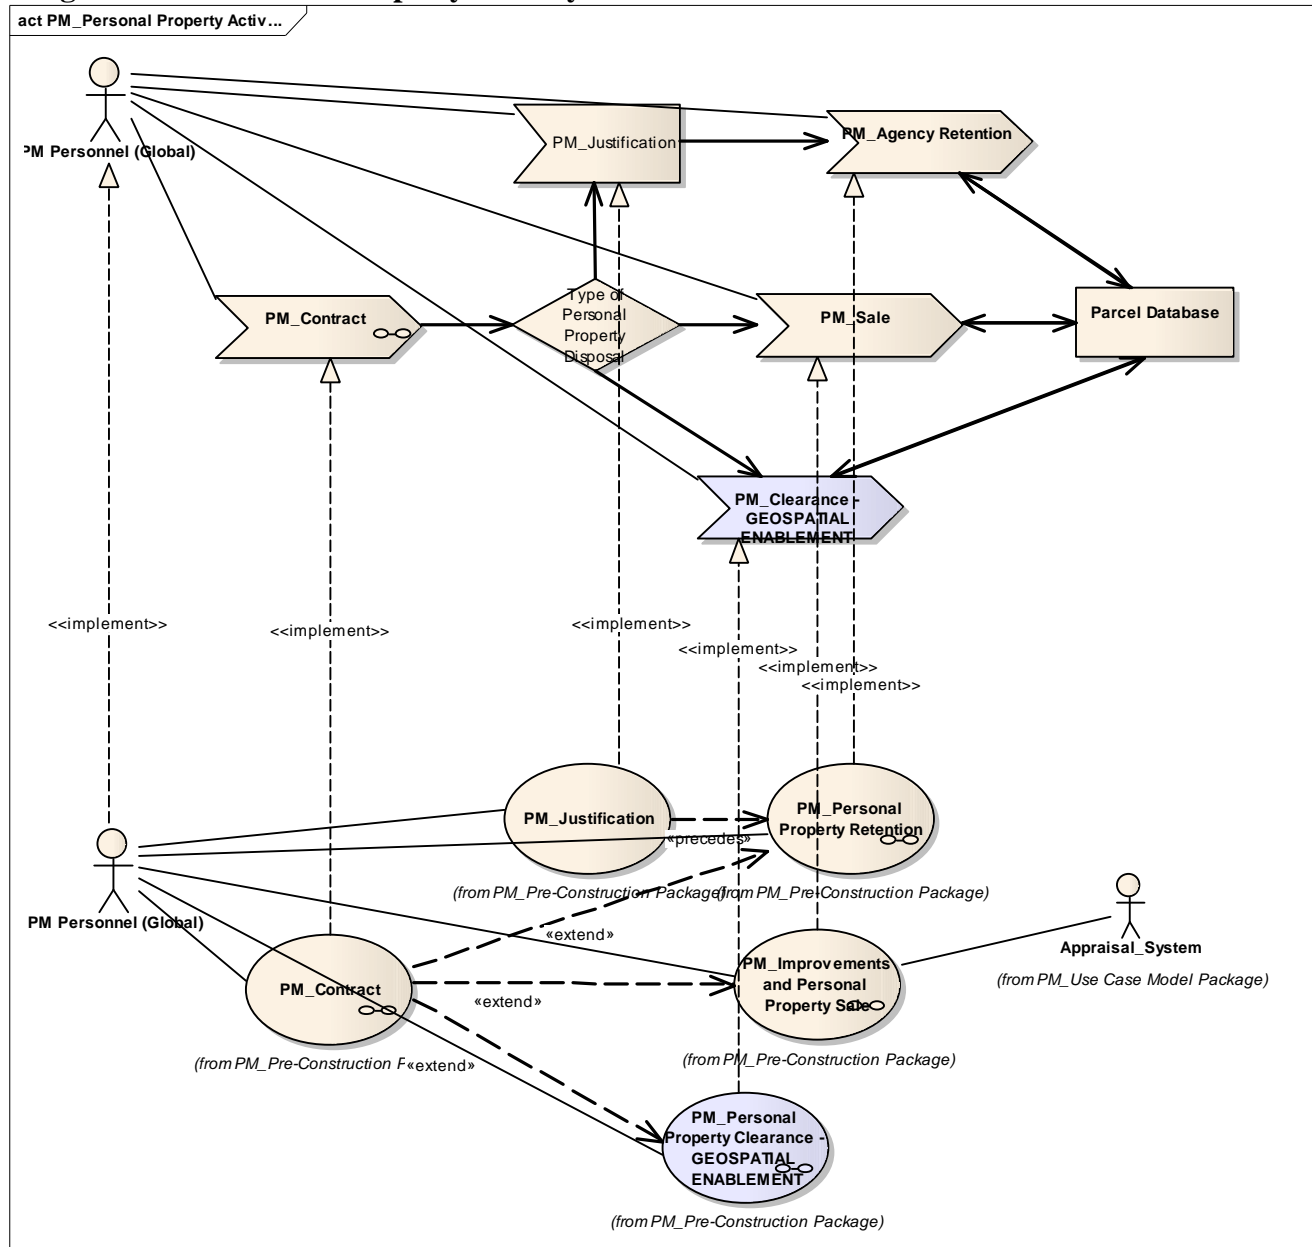 act PM_Personal Property Activ...
PM Personnel (Global)
PM_Justification
PM_Agency Retention
PM_Contract
Type of
Personal
Property
Disposal
PM_Sale
Parcel Database
PM_Clearance -
GEOSPATIAL
ENABLEMENT
<<implement>>
<<implement>>
<<implement>>
<<implement>>
<<implement>>
<<implement>>
PM_Justification
PM_Personal
Property Retention
«precedes»
(from PM_Pre-Construction Package)
(from PM_Pre-Construction Package)
PM Personnel (Global)
«extend»
PM_Contract
«extend»
PM_Improvements
and Personal
Property Sale
Appraisal_System
(from PM_Use Case Model Package)
(from PM_Pre-Construction P
«extend»
(from PM_Pre-Construction Package)
PM_Personal
Property Clearance -
GEOSPATIAL
ENABLEMENT
(from PM_Pre-Construction Package)